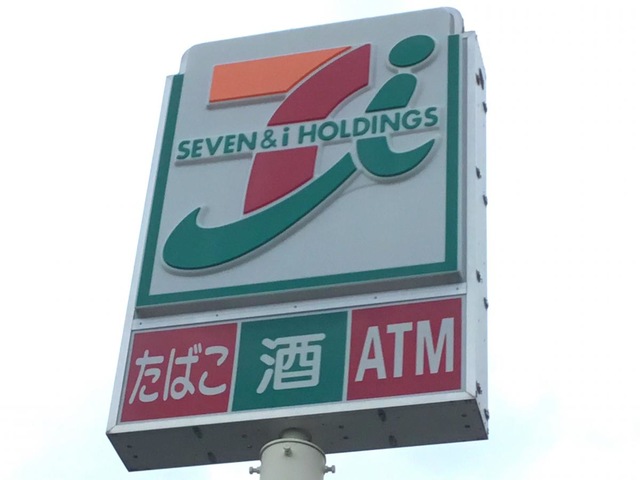 SEVEN & i HOLDINGS
たばこ 酒 ATM